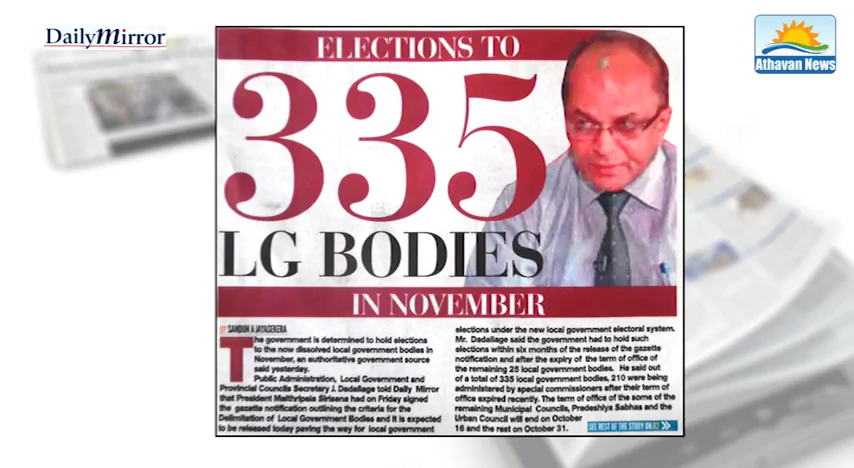 DailyMirror
Athavan News
ELECTIONS TO
335
LG BODIES
IN NOVEMBER
BY SANDUN A JAYASEKERA
The government is determined to hold elections
to the now dissolved local government bodies in
November, an authoritative government source
said yesterday.
Public Administration, Local Government and
Provincial Councils Secretary J. Dadallage told Daily Mirror
that President Maithripala Sirisena had on Friday signed
the gazette notification outlining the criteria for the
Delimitation of Local Government Bodies and it is expected
to be released today paving the way for local government
elections under the new local government electoral system.
Mr. Dadallage said the government had to hold such
elections within six months of the release of the gazette
notification and after the expiry of the term of office of
the remaining 25 local government bodies. He said out
of a total of 335 local government bodies, 210 were being
administered by special commissioners after their term of
office expired recently. The term of office of the some of the
remaining Municipal Councils, Pradeshiya Sabhas and the
Urban Council will end on October
16 and the rest on October 31.
SEE REST OF THE STORY ON A2